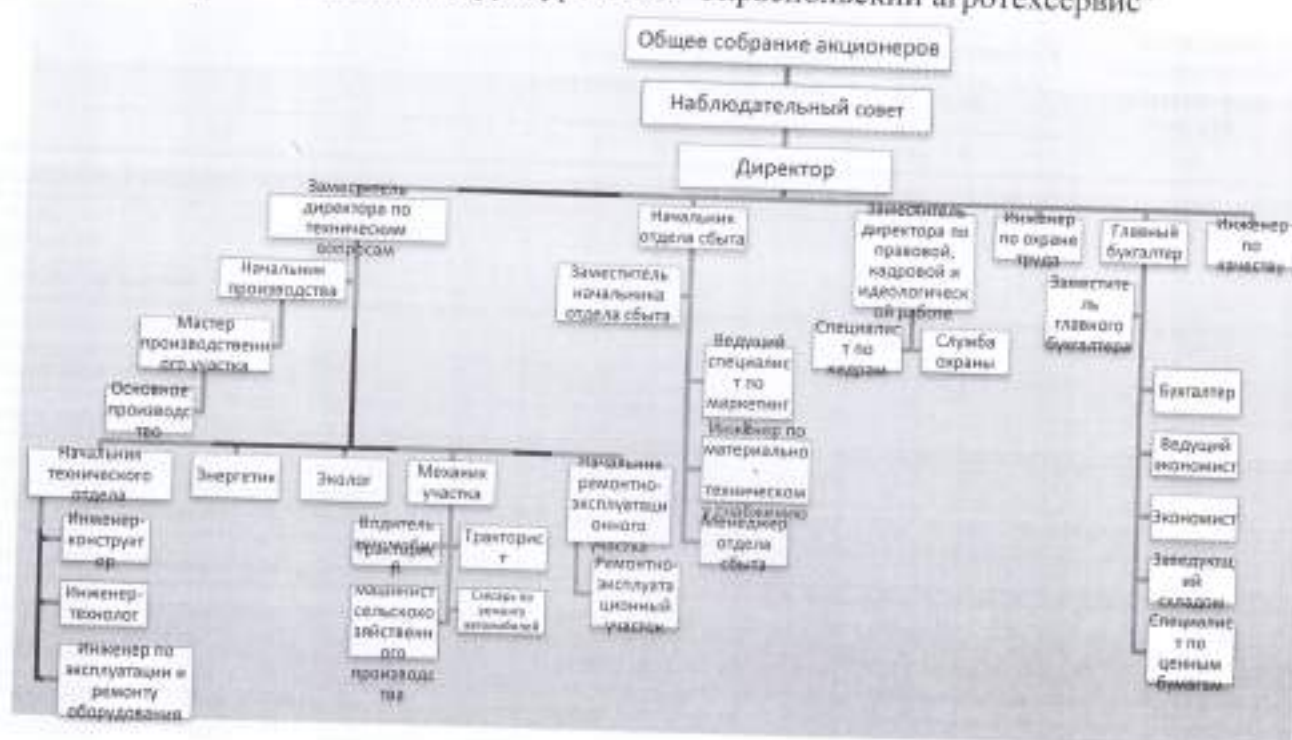 агротехсервис"
Общее собрание акционеров
Наблюдательный совет
Директор
Заместитель
директора по
техническим
вопросам
Начальник
отдела сбыта
Заместитель
директора по
правовой,
кадровой и
идеологическ
ой работе
Инженер
по охране
труда
Главный
бухгалтер
Инженер
по
качеству
Начальник
производства
Заместитель
начальника
отдела сбыта
Заместите
ль
главного
бухгалтера
Мастер
производственн
ого участка
Специалис
т по
кадрам
Служба
охраны
Основное
производс
тво
Ведущий
специалис
т по
маркетинг
Бухгалтер
Инженер по
материально-
техническом
у снабжению
Ведущий
экономист
Менеджер
отдела
сбыта
Экономист
Заведующ
ий
складом
Специалис
т по
ценным
бумагам
Начальник
технического
отдела
Энергетик
Эколог
Механик
участка
Начальник
ремонтно-
эксплуатаци
онного
участка
Инженер-
конструкт
ор
Инженер-
технолог
Инженер по
эксплуатации и
ремонту
оборудования
Водитель
Тракторис
т
машинист
сельскохо
зяйственн
ого
производс
тва
Слесарь по
ремонту
автомобилей
Ремонтно-
эксплуата
ционный
участок